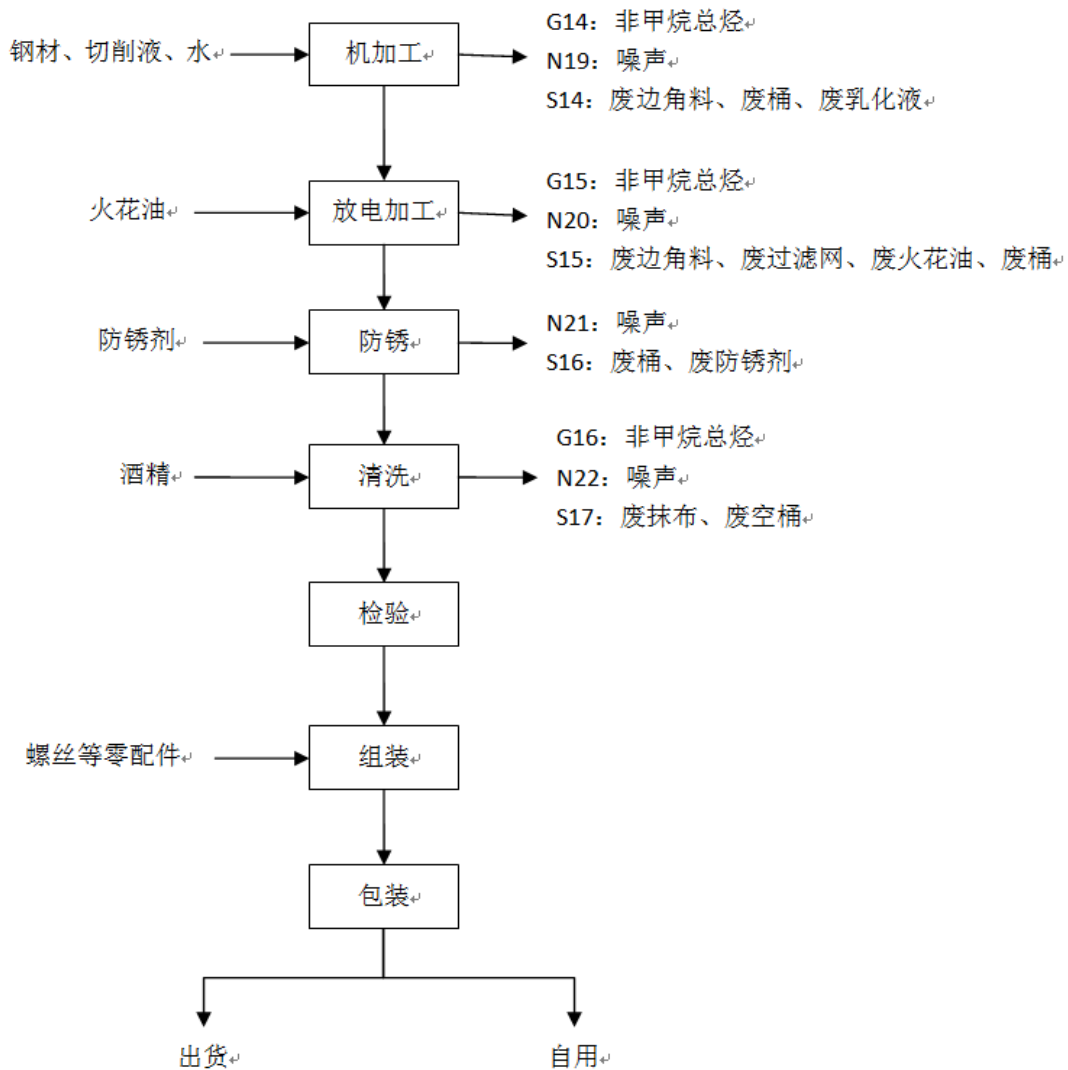 钢材、切削液、水
机加工
G14：非甲烷总烃
N19：噪声
S14：废边角料、废桶、废乳化液
火花油
放电加工
G15：非甲烷总烃
N20：噪声
S15：废边角料、废过滤网、废火花油、废桶
防锈剂
防锈
N21：噪声
S16：废桶、废防锈剂
酒精
清洗
G16：非甲烷总烃
N22：噪声
S17：废抹布、废空桶
检验
螺丝等零配件
组装
包装
出货
自用